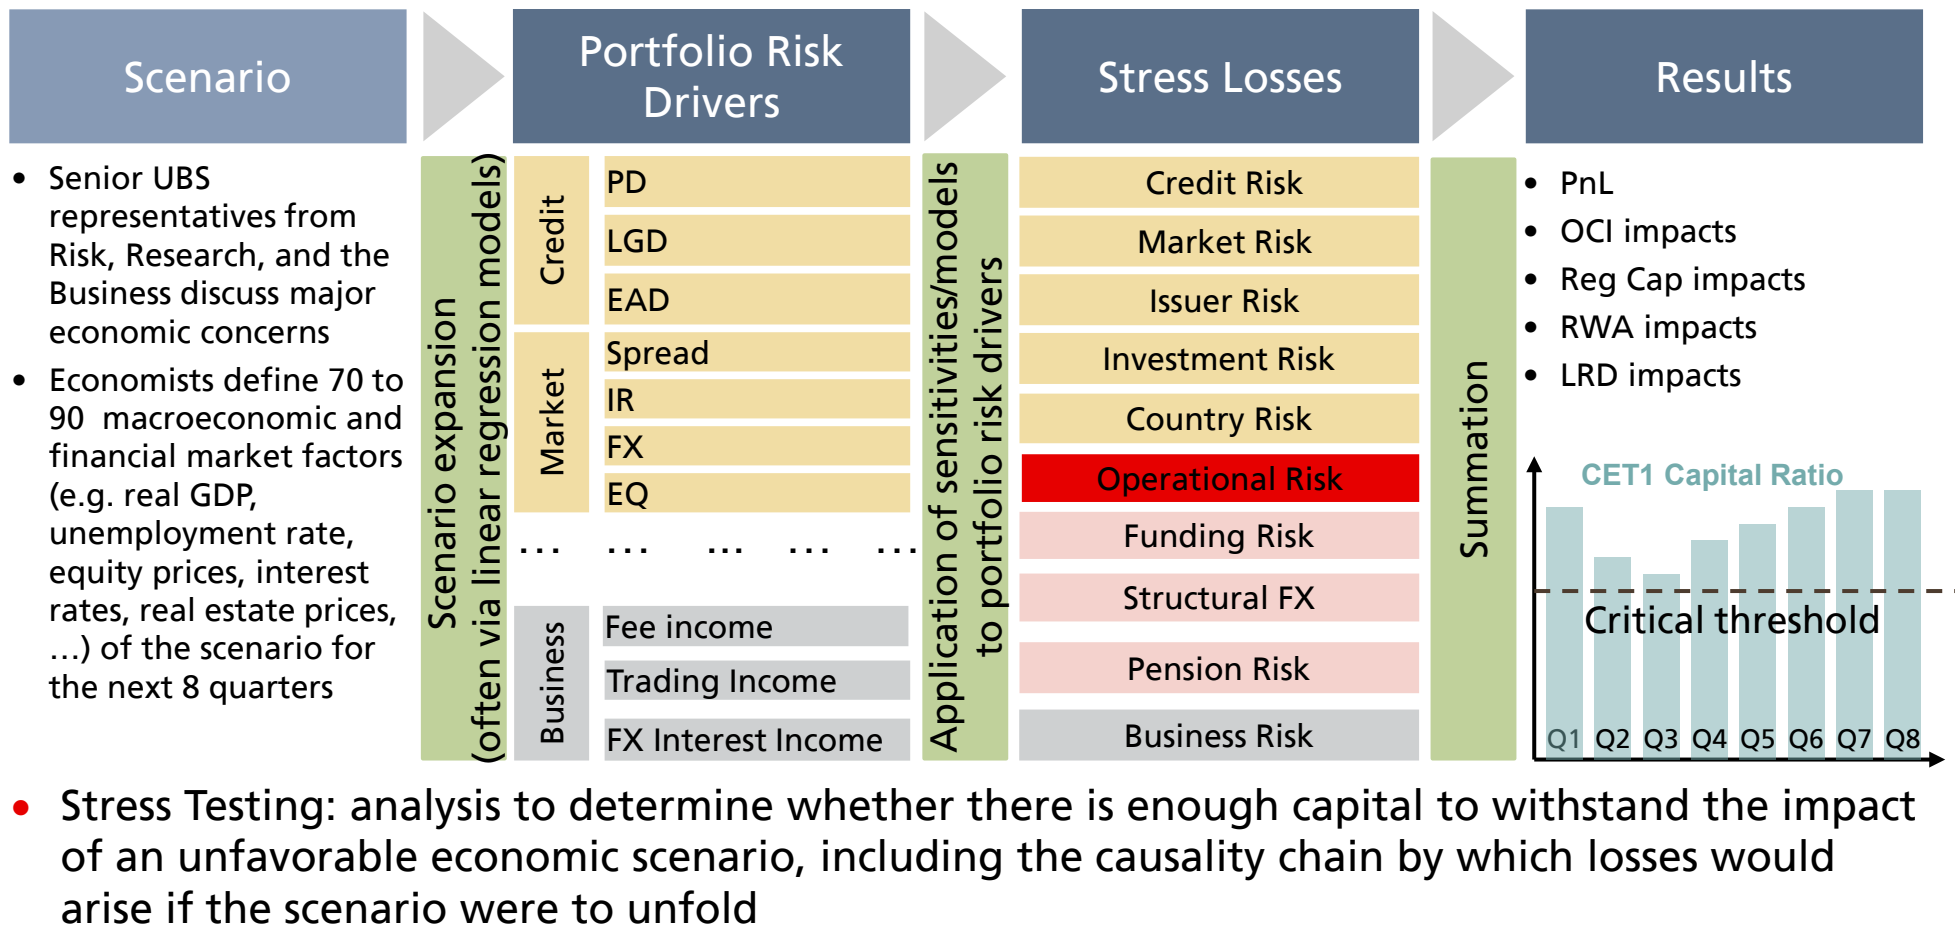 Scenario
Portfolio Risk
Drivers
Stress Losses
Results
• Senior UBS
representatives from
Risk, Research, and the
Business discuss major
economic concerns
• Economists define 70 to
90 macroeconomic and
financial market factors
(e.g. real GDP,
unemployment rate,
equity prices, interest
rates, real estate prices,
…) of the scenario for
the next 8 quarters
Scenario expansion
(often via linear regression models)
Credit
PD
LGD
EAD
Market
Spread
IR
FX
EQ
… … … … …
Business
Fee income
Trading Income
FX Interest Income
Application of sensitivities/models
to portfolio risk drivers
Credit Risk
Market Risk
Issuer Risk
Investment Risk
Country Risk
Operational Risk
Funding Risk
Structural FX
Pension Risk
Business Risk
Summation
• PnL
• OCI impacts
• Reg Cap impacts
• RWA impacts
• LRD impacts
CET1 Capital Ratio
Critical threshold
Q1 Q2 Q3 Q4 Q5 Q6 Q7 Q8
• Stress Testing: analysis to determine whether there is enough capital to withstand the impact
of an unfavorable economic scenario, including the causality chain by which losses would
arise if the scenario were to unfold